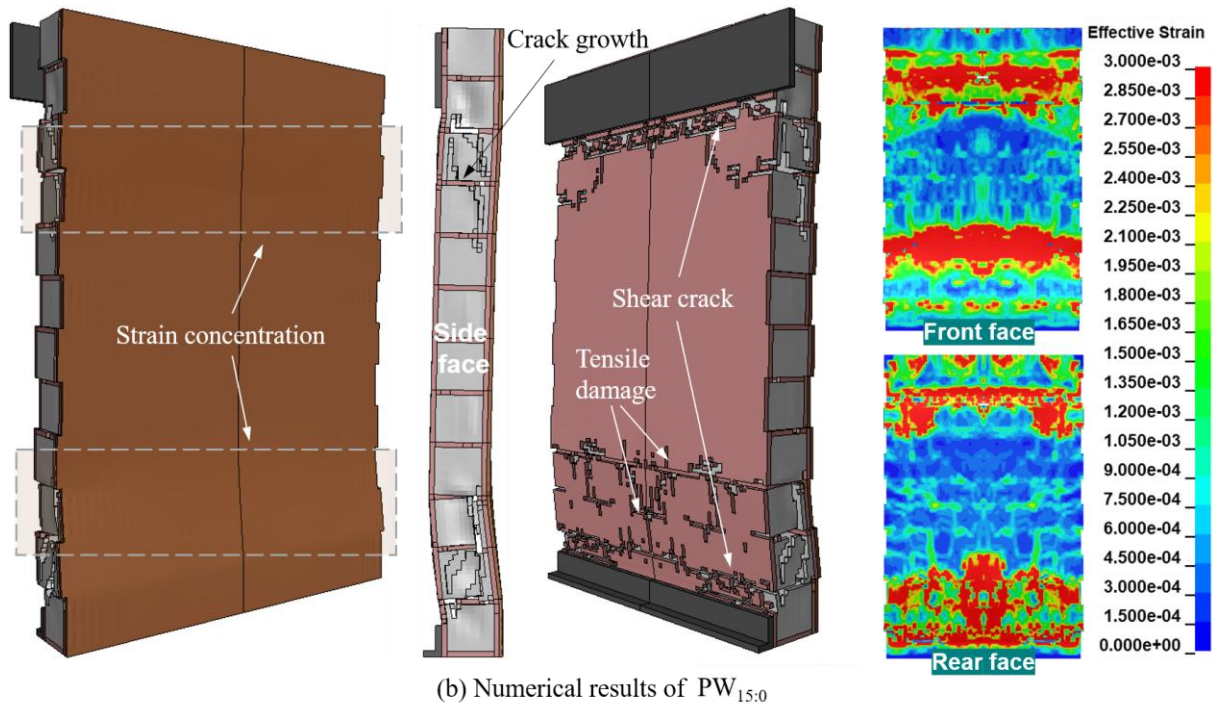 Crack growth
Strain concentration
Side
face
Shear crack
Tensile
damage
Front face
Rear face
Effective Strain
3.000e-03
2.850e-03
2.700e-03
2.550e-03
2.400e-03
2.250e-03
2.100e-03
1.950e-03
1.800e-03
1.650e-03
1.500e-03
1.350e-03
1.200e-03
1.050e-03
9.000e-04
7.500e-04
6.000e-04
4.500e-04
3.000e-04
1.500e-04
0.000e+00
(b) Numerical results of PW15:0